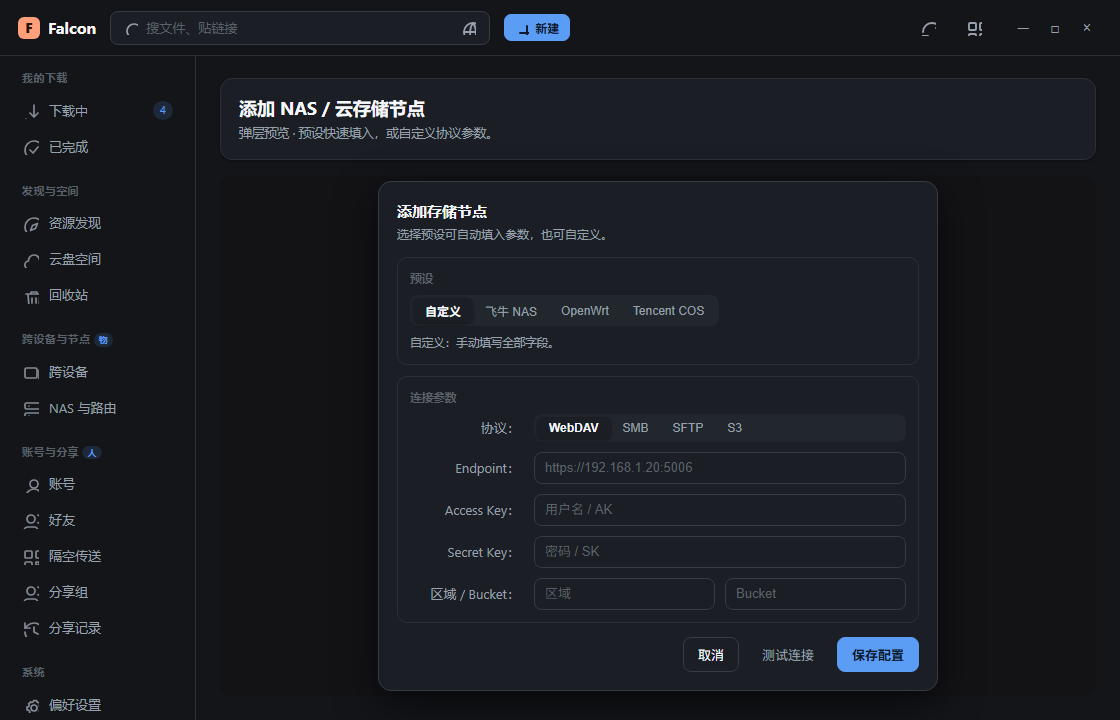 F Falcon 搜文件、贴链接 新建
我的下载
下载中 4
已完成
发现与空间
资源发现
云盘空间
回收站
跨设备与节点 物
跨设备
NAS 与路由
账号与分享 人
账号
好友
隔空传送
分享组
分享记录
系统
偏好设置
添加 NAS / 云存储节点
弹层预览 · 预设快速填入，或自定义协议参数。
添加存储节点
选择预设可自动填入参数，也可自定义。
预设
自定义 飞牛 NAS OpenWrt Tencent COS
自定义：手动填写全部字段。
连接参数
协议： WebDAV SMB SFTP S3
Endpoint： https://192.168.1.20:5006
Access Key： 用户名 / AK
Secret Key： 密码 / SK
区域 / Bucket： 区域 Bucket
取消 测试连接 保存配置